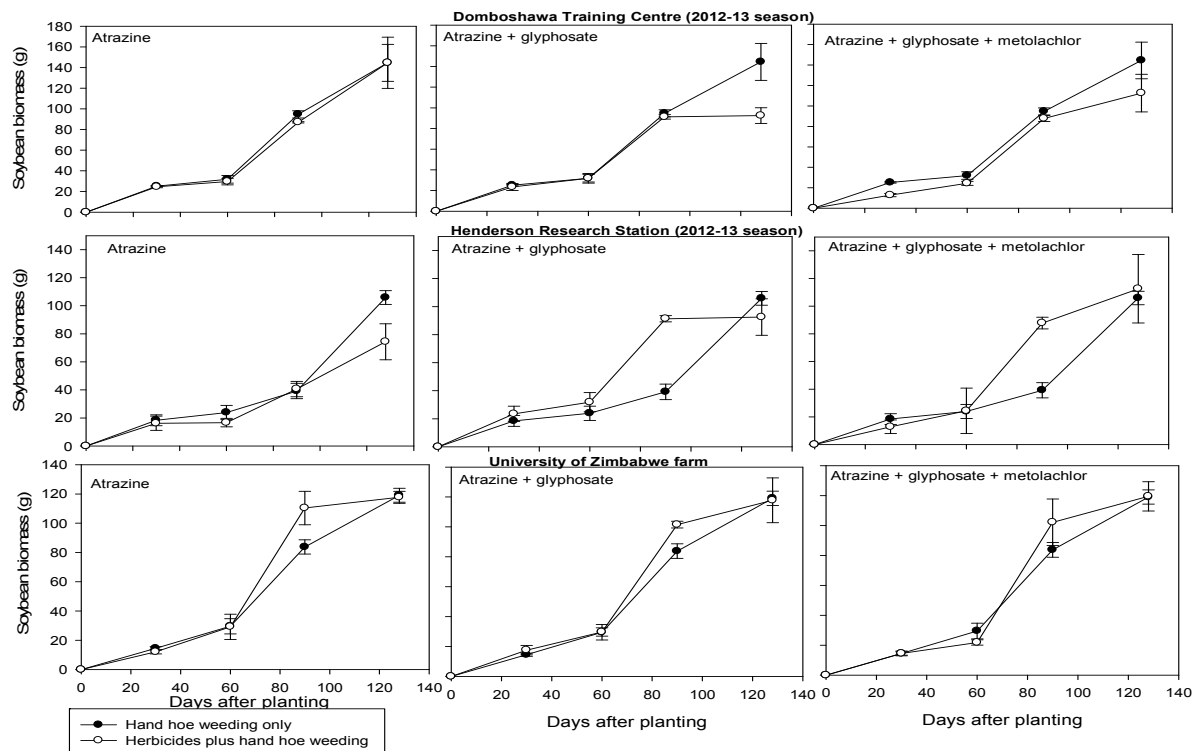 Domboshawa Training Centre (2012-13 season)
Atrazine
Atrazine + glyphosate
Atrazine + glyphosate + metolachlor
Soybean biomass (g)
180
160
140
120
100
80
60
40
20
0
Henderson Research Station (2012-13 season)
Atrazine
Atrazine + glyphosate
Atrazine + glyphosate + metolachlor
Soybean biomass (g)
140
120
100
80
60
40
20
0
University of Zimbabwe farm
Atrazine
Atrazine + glyphosate
Atrazine + glyphosate + metolachlor
Soybean biomass (g)
140
120
100
80
60
40
20
0
0 20 40 60 80 100 120 140
0 20 40 60 80 100 120 140
0 20 40 60 80 100 120 140
Days after planting
Days after planting
Days after planting
Hand hoe weeding only
Herbicides plus hand hoe weeding